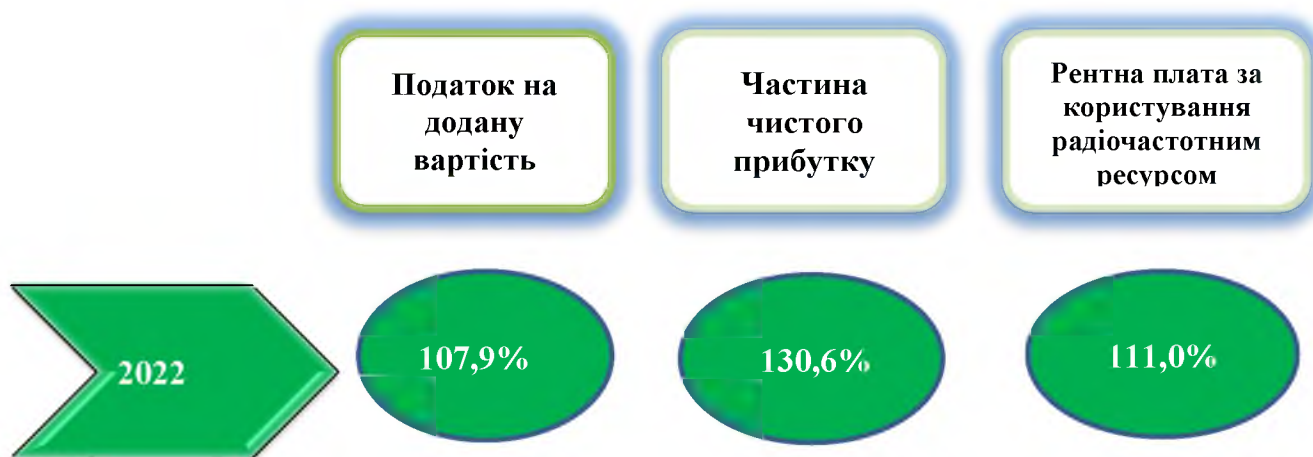 Податок на
додану
вартість
Частина
чистого
прибутку
Рентна плата за
користування
радіочастотним
ресурсом
2022
107,9%
130,6%
111,0%